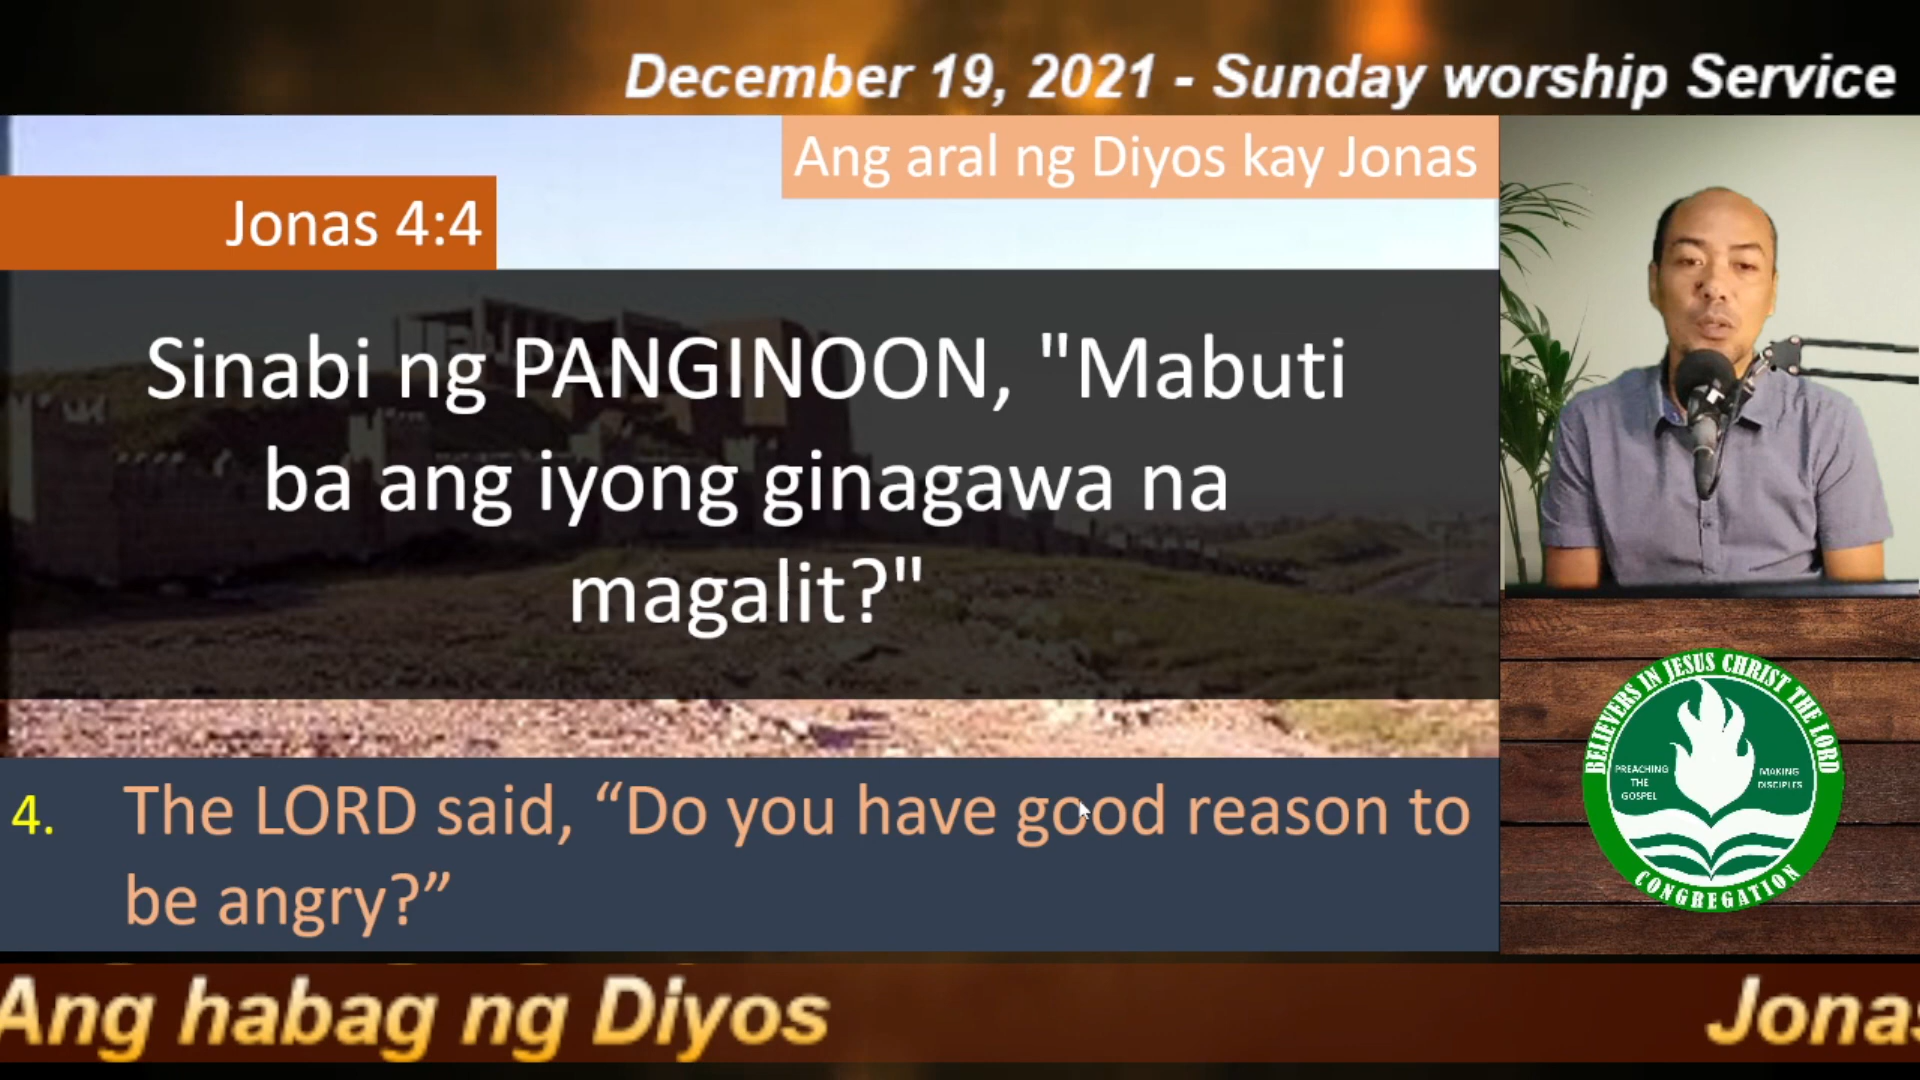 December 19, 2021 - Sunday worship Service
Ang aral ng Diyos kay Jonas
Jonas 4:4
Sinabi ng PANGINOON, "Mabuti
ba ang iyong ginagawa na
magalit?"
4. The LORD said, “Do you have good reason to
be angry?”
BELIEVERS IN JESUS CHRIST THE LORD
PREACHING
THE
GOSPEL
MAKING
DISCIPLES
CONGREGATION
Ang habag ng Diyos
Jonas